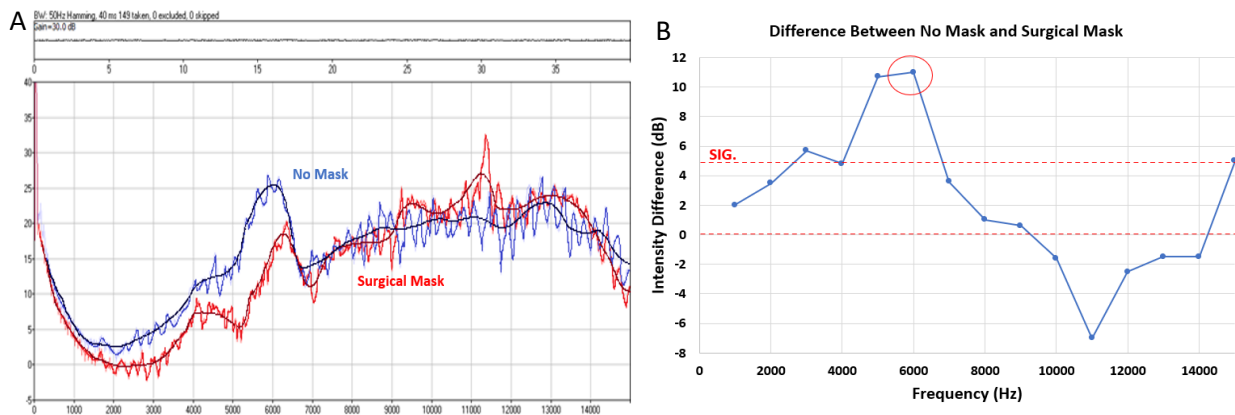 A
BW: 50Hz Hamming, 40 ms 149 taken, 0 excluded, 0 skipped
Gain=30.0 dB
0 5 10 15 20 25 30 35
40
35
30
25
20
15
10
5
0
No Mask
Surgical Mask
0 1000 2000 3000 4000 5000 6000 7000 8000 9000 10000 11000 12000 13000 14000
B
Difference Between No Mask and Surgical Mask
Intensity Difference (dB)
12
10
8
6
4
2
0
-2
-4
-6
-8
SIG.
0 2000 4000 6000 8000 10000 12000 14000
Frequency (Hz)